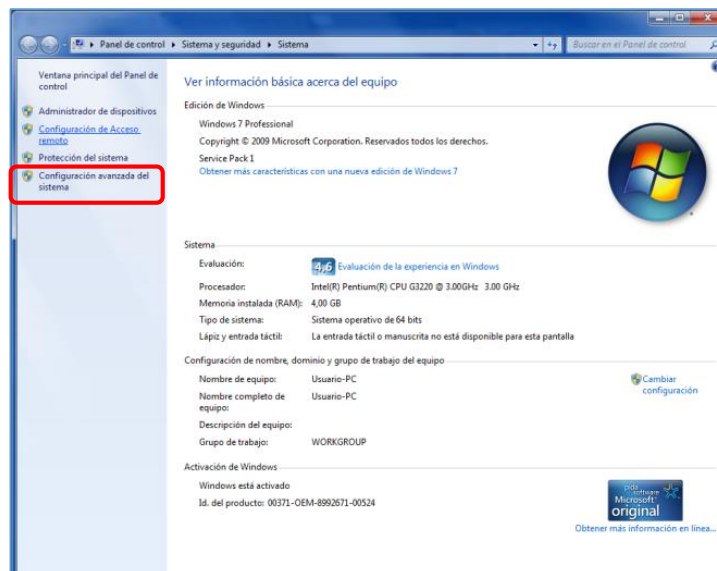 Panel de control ▸ Sistema y seguridad ▸ Sistema
Buscar en el Panel de control
Ventana principal del Panel de
control
Administrador de dispositivos
Configuración de Acceso
remoto
Protección del sistema
Configuración avanzada del
sistema
Ver información básica acerca del equipo
Edición de Windows
Windows 7 Professional
Copyright © 2009 Microsoft Corporation. Reservados todos los derechos.
Service Pack 1
Obtener más características con una nueva edición de Windows 7
Sistema
Evaluación: 4,6 Evaluación de la experiencia en Windows
Procesador: Intel(R) Pentium(R) CPU G3220 @ 3.00GHz 3.00 GHz
Memoria instalada (RAM): 4,00 GB
Tipo de sistema: Sistema operativo de 64 bits
Lápiz y entrada táctil: La entrada táctil o manuscrita no está disponible para esta pantalla
Configuración de nombre, dominio y grupo de trabajo del equipo
Nombre de equipo: Usuario-PC
Cambiar
configuración
Nombre completo de
equipo:
Usuario-PC
Descripción del equipo:
Grupo de trabajo: WORKGROUP
Activación de Windows
Windows está activado
Id. del producto: 00371-OEM-8992671-00524
pida
software
Microsoft
original
Obtener más información en línea...